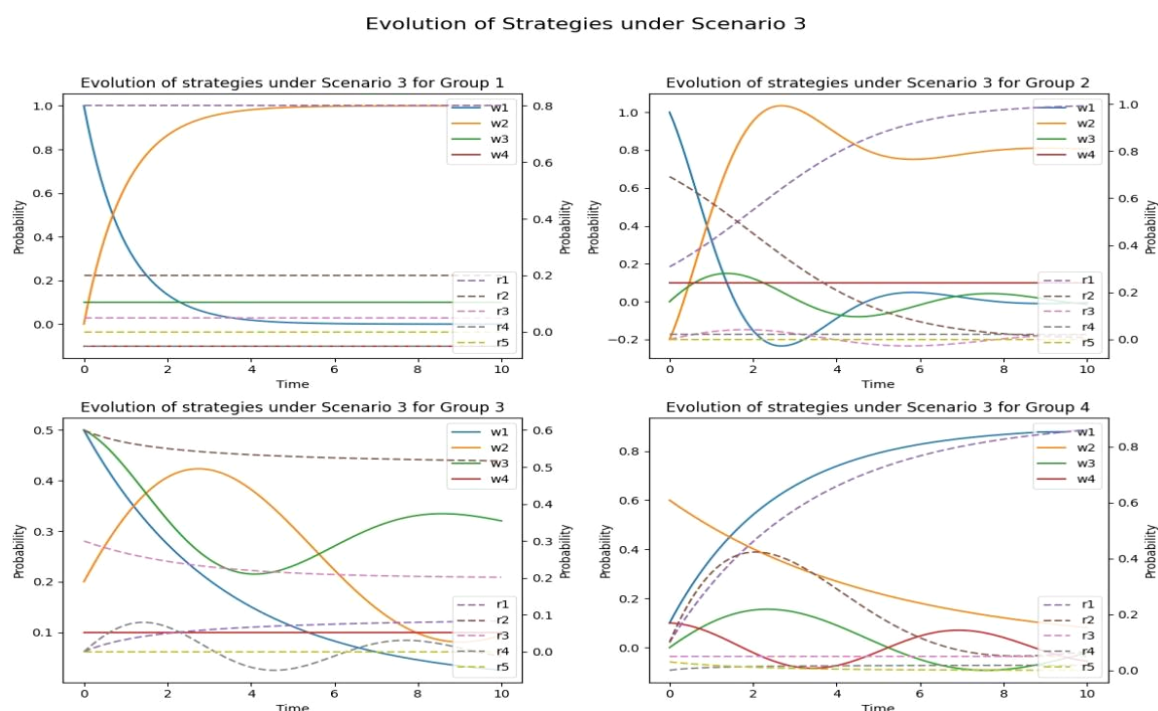 Evolution of Strategies under Scenario 3
Evolution of strategies under Scenario 3 for Group 1
1.0
0.8
0.6
0.4
0.2
0.0
Probability
w1
w2
w3
w4
r1
r2
r3
r4
r5
0.8
0.6
0.4
0.2
0.0
Probability
0 2 4 6 8 10
Time
Evolution of strategies under Scenario 3 for Group 2
1.0
0.8
0.6
0.4
0.2
0.0
−0.2
Probability
w1
w2
w3
w4
r1
r2
r3
r4
r5
1.0
0.8
0.6
0.4
0.2
0.0
Probability
0 2 4 6 8 10
Time
Evolution of strategies under Scenario 3 for Group 3
0.5
0.4
0.3
0.2
0.1
Probability
w1
w2
w3
w4
r1
r2
r3
r4
r5
0.6
0.5
0.4
0.3
0.2
0.1
0.0
Probability
0 2 4 6 8 10
Time
Evolution of strategies under Scenario 3 for Group 4
0.8
0.6
0.4
0.2
0.0
Probability
w1
w2
w3
w4
r1
r2
r3
r4
r5
0.8
0.6
0.4
0.2
0.0
Probability
0 2 4 6 8 10
Time